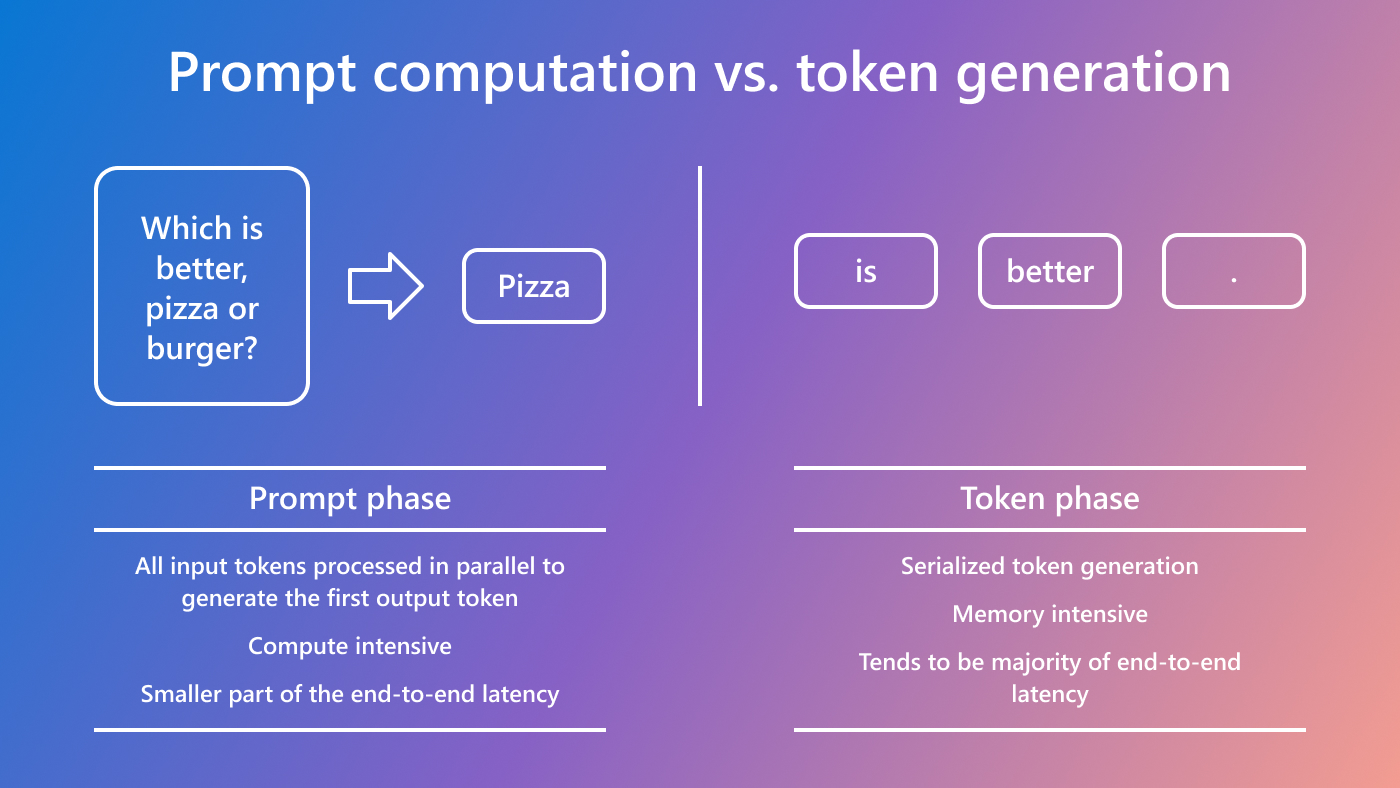 Prompt computation vs. token generation
Which is
better,
pizza or
burger?
Pizza
is
better
.
Prompt phase
All input tokens processed in parallel to
generate the first output token
Compute intensive
Smaller part of the end-to-end latency
Token phase
Serialized token generation
Memory intensive
Tends to be majority of end-to-end
latency